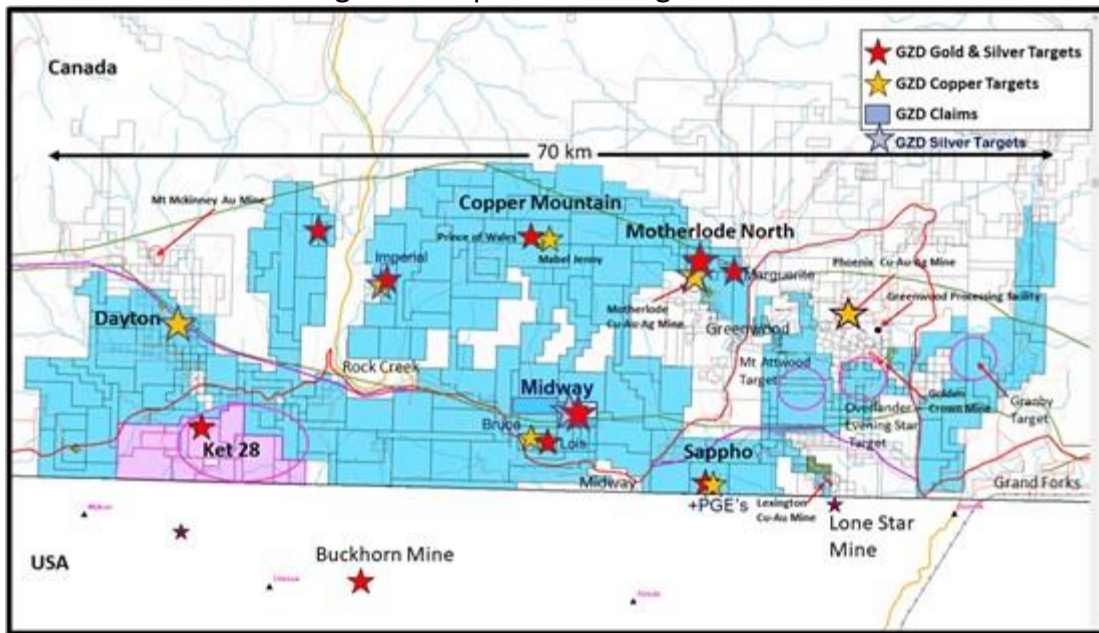 Canada
GZD Gold & Silver Targets
GZD Copper Targets
GZD Claims
GZD Silver Targets
70 km
Mt Mckinney Au Mine
Copper Mountain
Prince of Wales
Mabel Jenny
Motherlode North
Marguerite
Phoenix Cu-Au-Ag Mine
Greenwood Processing facility
Imperial
Motherlode
Cu-Au-Ag Mine
Greenwood
Dayton
Rock Creek
Mt Attwood
Target
Midway
Golden
Crown Mine
Granby
Target
Overlander
Evening Star
Target
Bruce
Lois
Ket 28
Sappho
Midway
+PGE's
Lexington
Cu-Au Mine
Grand Forks
Lone Star
Mine
USA
Buckhorn Mine